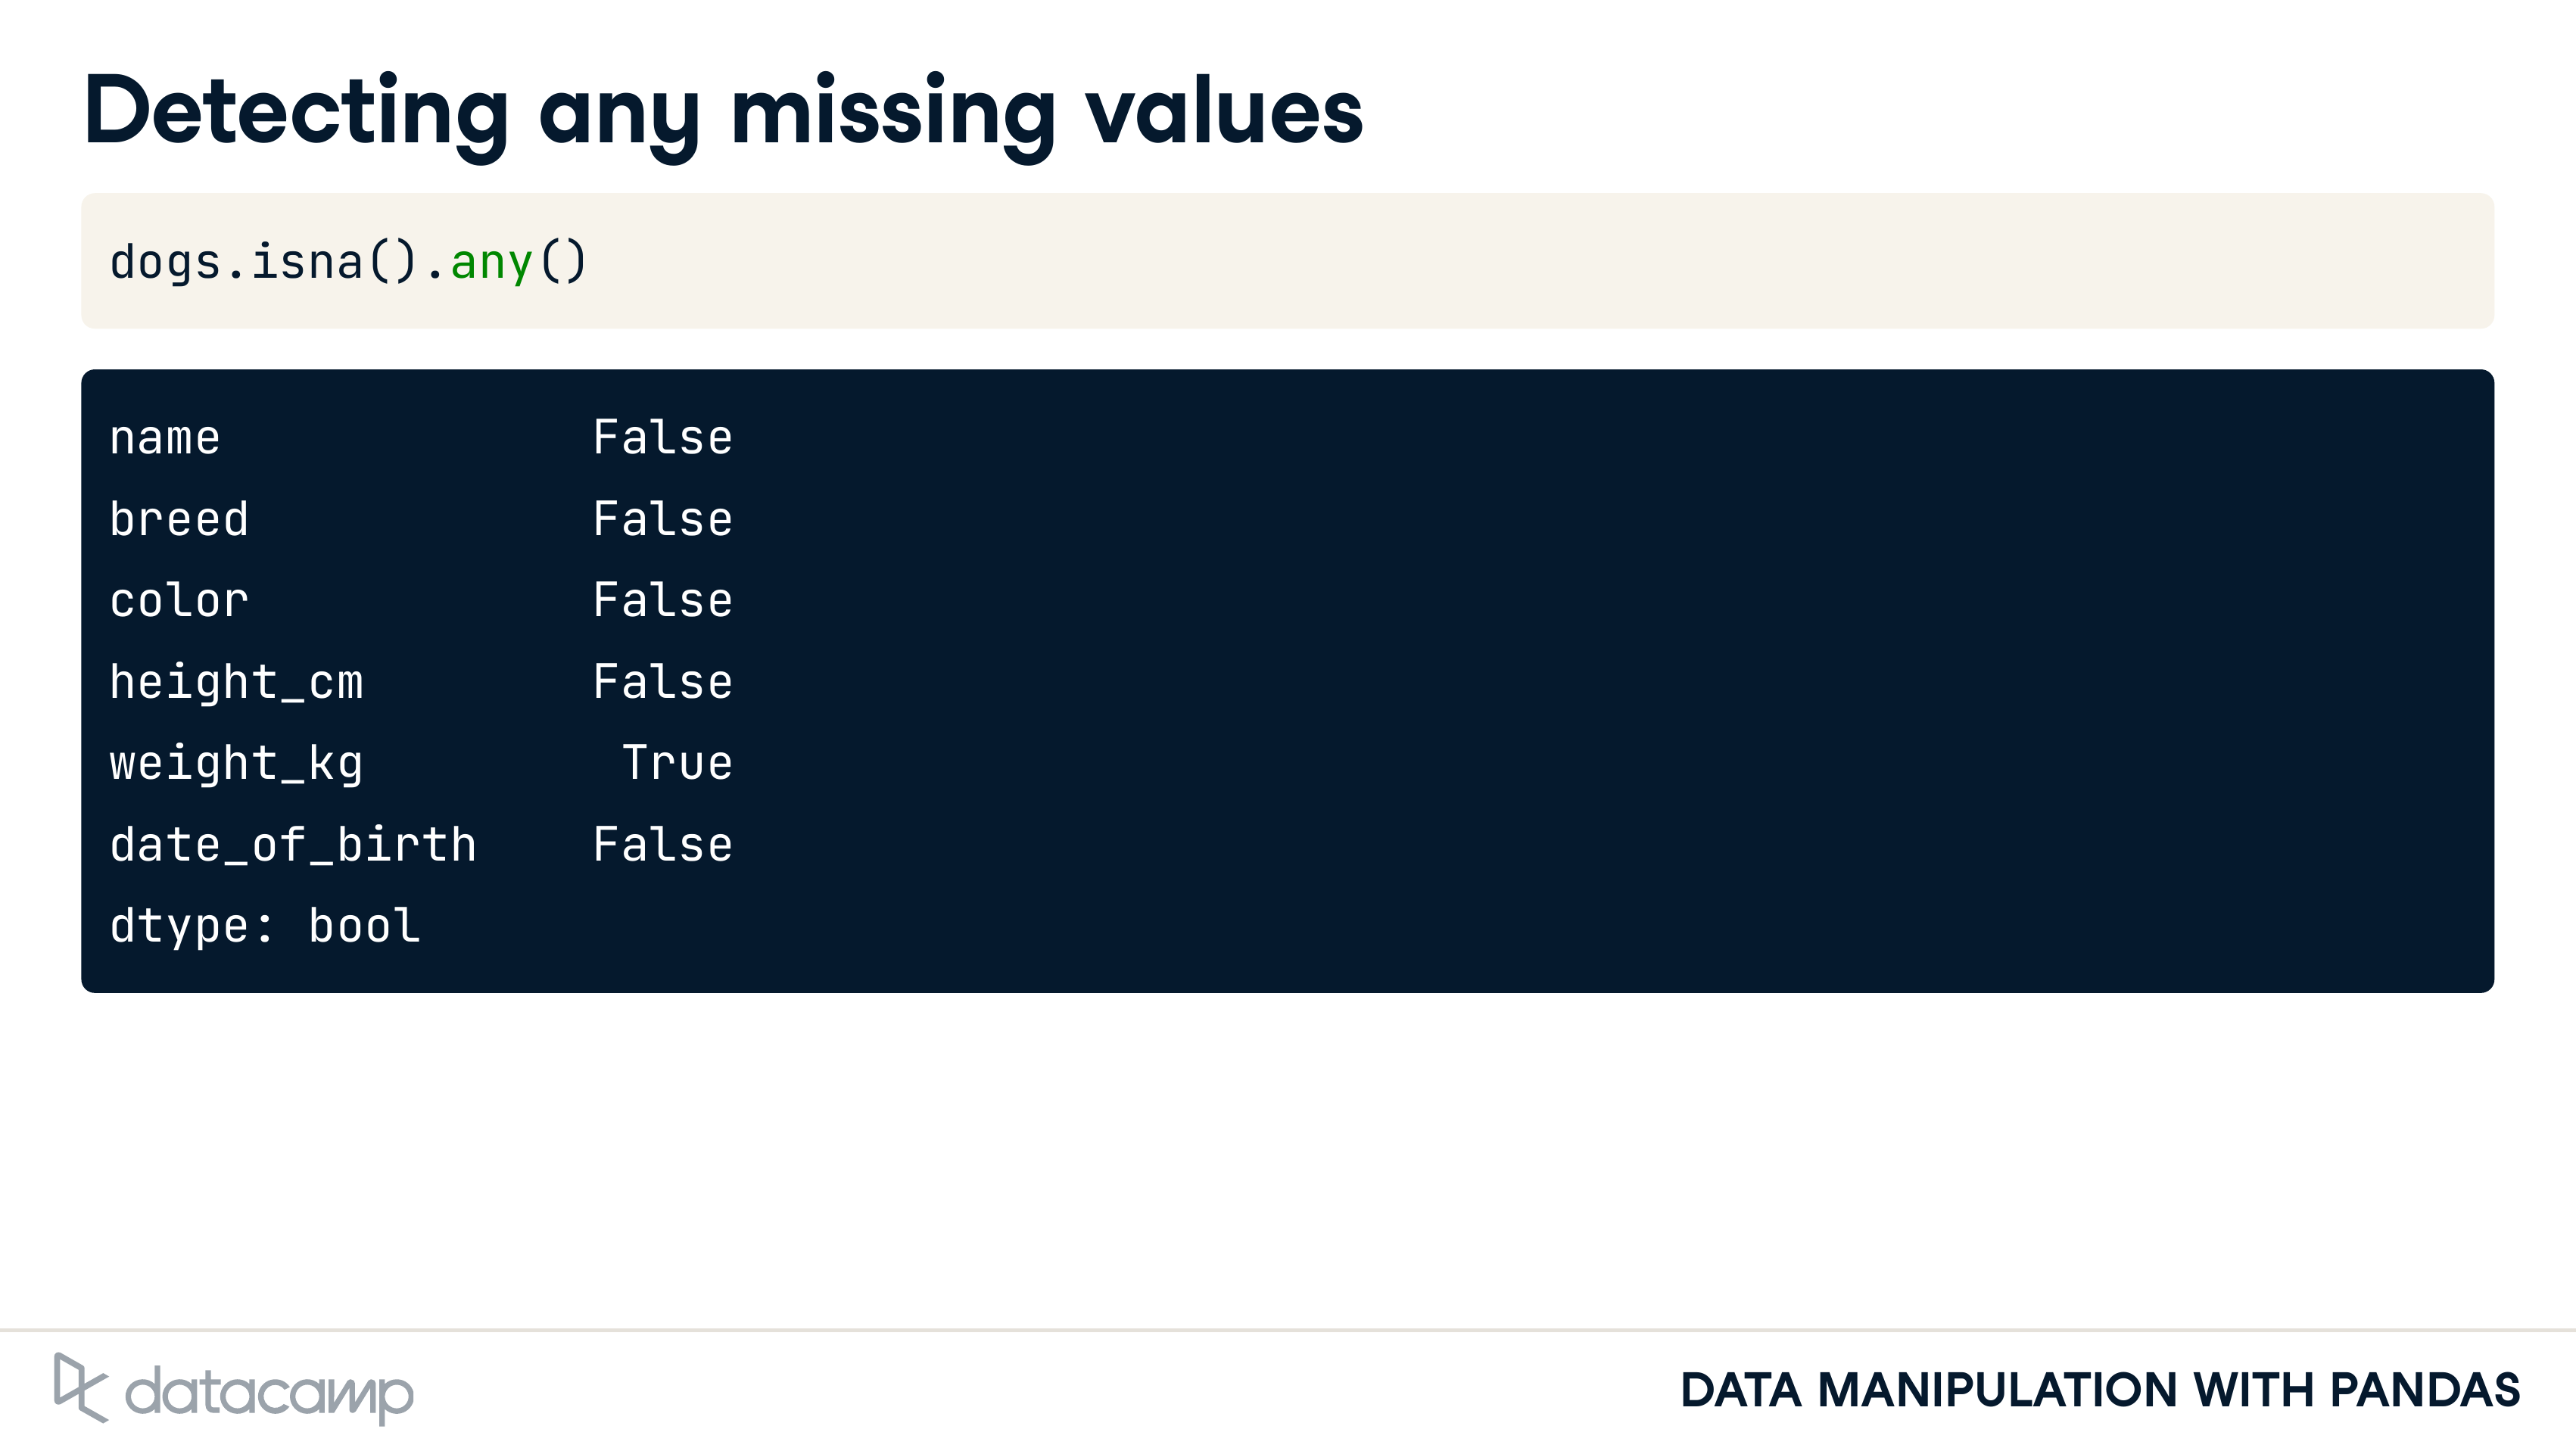 Detecting any missing values
dogs.isna().any()
name             False
breed            False
color            False
height_cm        False
weight_kg         True
date_of_birth    False
dtype: bool
datacamp
DATA MANIPULATION WITH PANDAS